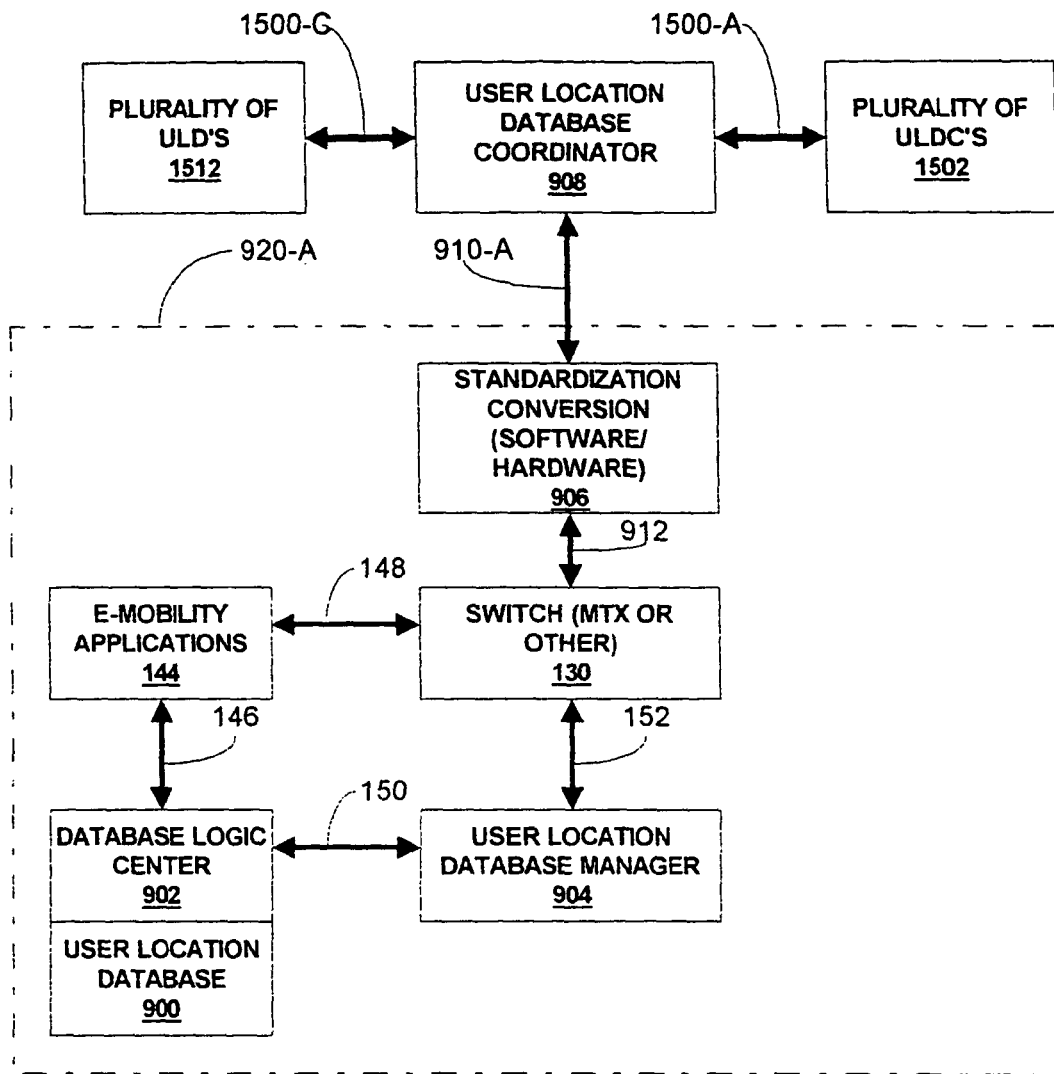 1500-C
1500-A
PLURALITY OF
ULD'S
1512
USER LOCATION
DATABASE
COORDINATOR
908
PLURALITY OF
ULDC'S
1502
920-A
910-A
STANDARDIZATION
CONVERSION
(SOFTWARE/
HARDWARE)
906
912
148
E-MOBILITY
APPLICATIONS
144
SWITCH (MTX OR
OTHER)
130
146
152
150
DATABASE LOGIC
CENTER
902
USER LOCATION
DATABASE MANAGER
904
USER LOCATION
DATABASE
900